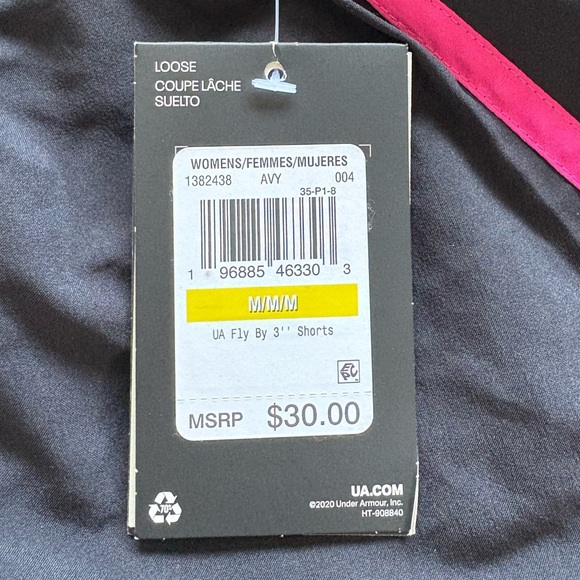 LOOSE
COUPE LÂCHE
SUELTO
WOMENS/FEMMES/MUJERES
1382438 AVY 004
35-P1-8
1 96885 46330 3
M/M/M
UA Fly By 3'' Shorts
MSRP $30.00
70%
UA.COM
©2020 Under Armour, Inc.
HT-908840